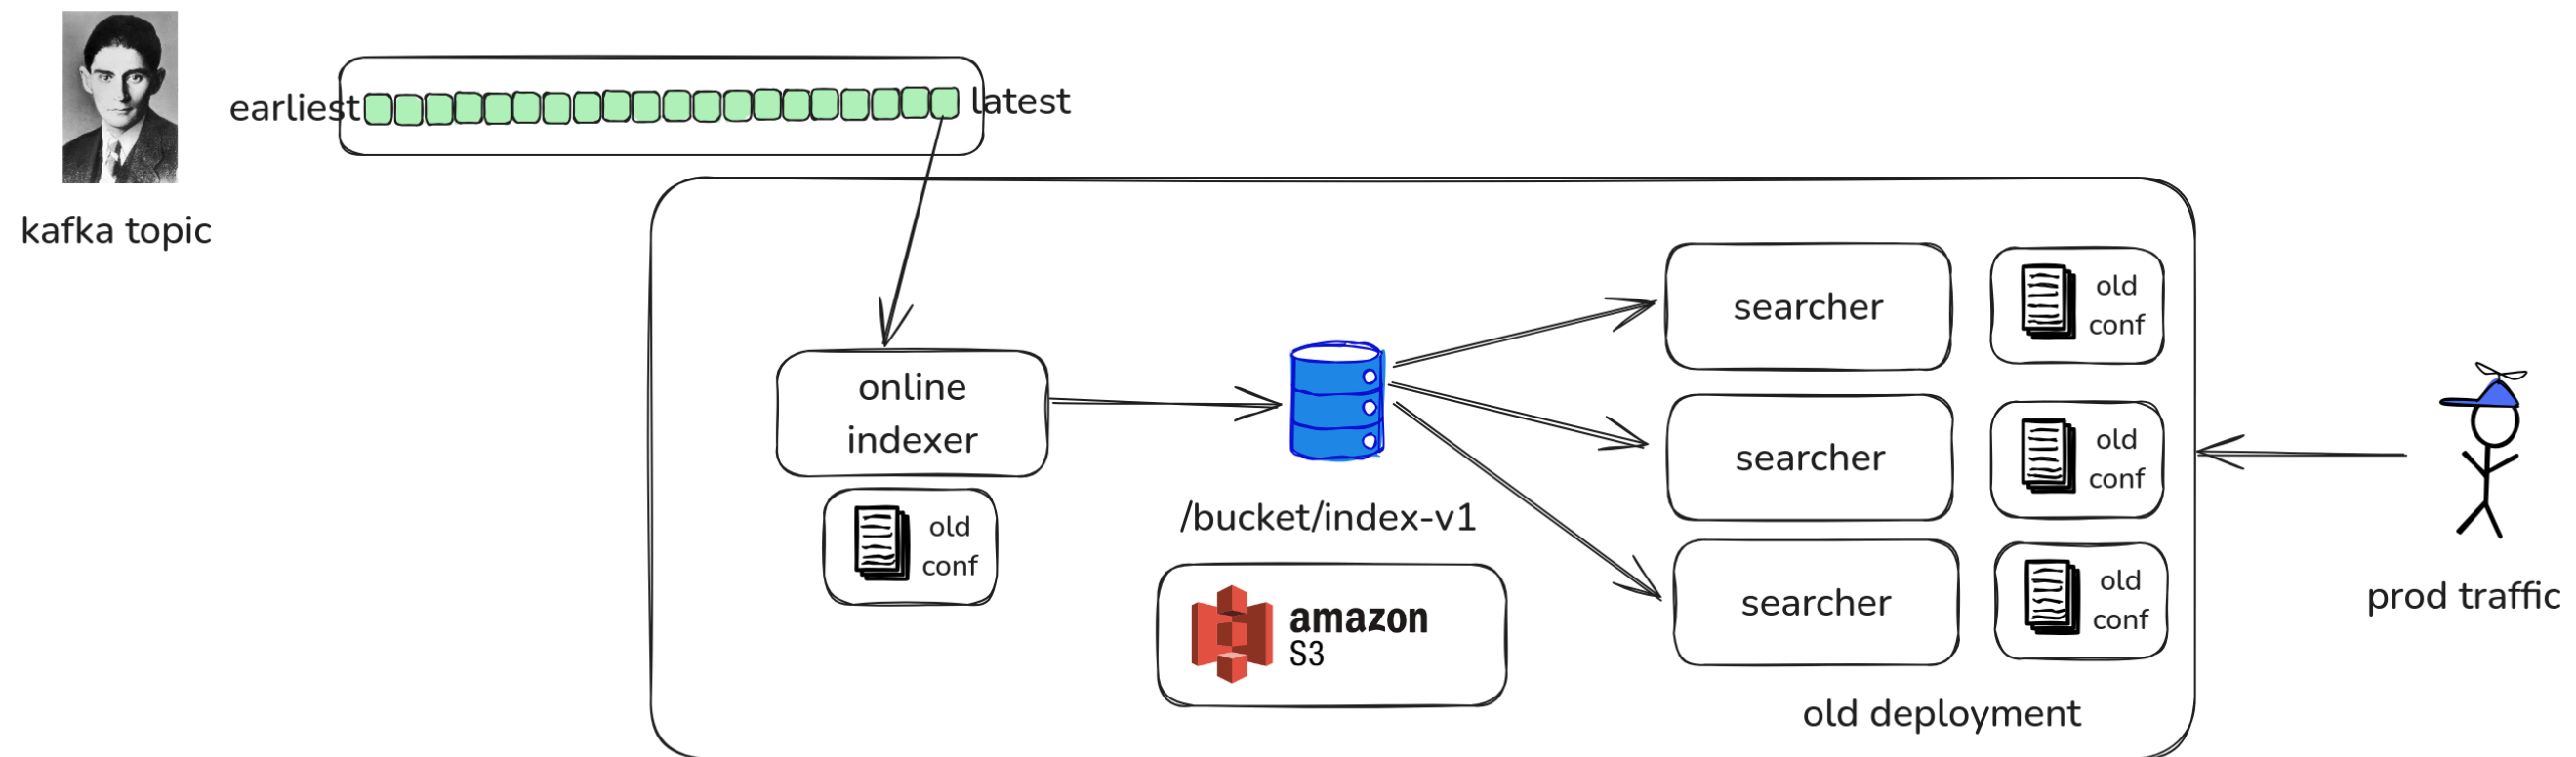 earliest
latest
kafka topic
online
indexer
old
conf
/bucket/index-v1
amazon
S3
searcher
old
conf
searcher
old
conf
searcher
old
conf
old deployment
prod traffic